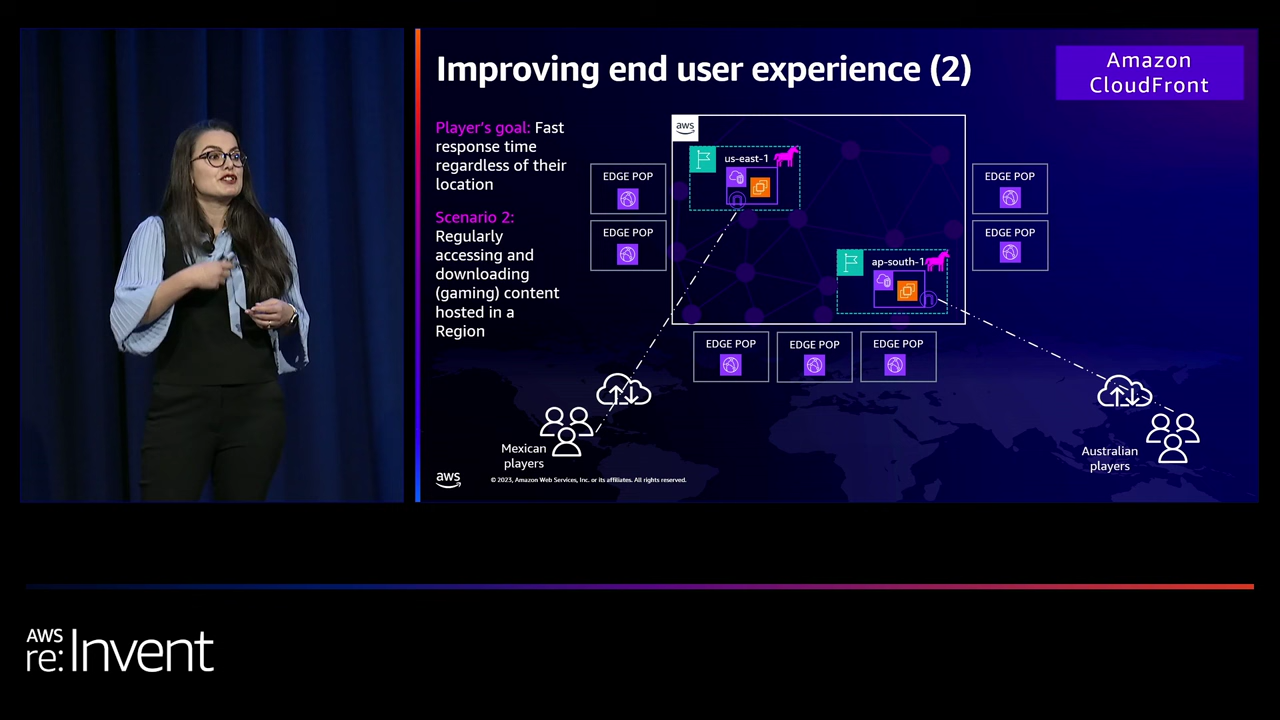 Improving end user experience (2)
Amazon
CloudFront
Player's goal: Fast
response time
regardless of their
location
Scenario 2:
Regularly
accessing and
downloading
(gaming) content
hosted in a
Region
aws
us-east-1
ap-south-1
EDGE POP
EDGE POP
EDGE POP
EDGE POP
EDGE POP
EDGE POP
EDGE POP
Mexican
players
Australian
players
aws
© 2023, Amazon Web Services, Inc. or its affiliates. All rights reserved.
AWS
re:Invent